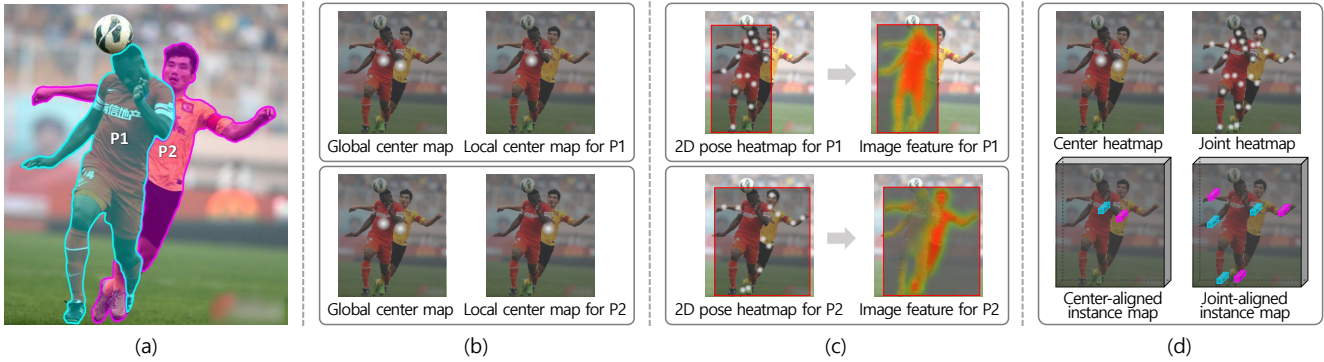 P1
P2
24
Global center map
Local center map for P1
Global center map
Local center map for P2
2D pose heatmap for P1
Image feature for P1
2D pose heatmap for P2
Image feature for P2
Center heatmap
Joint heatmap
Center-aligned
instance map
Joint-aligned
instance map
(a)
(b)
(c)
(d)